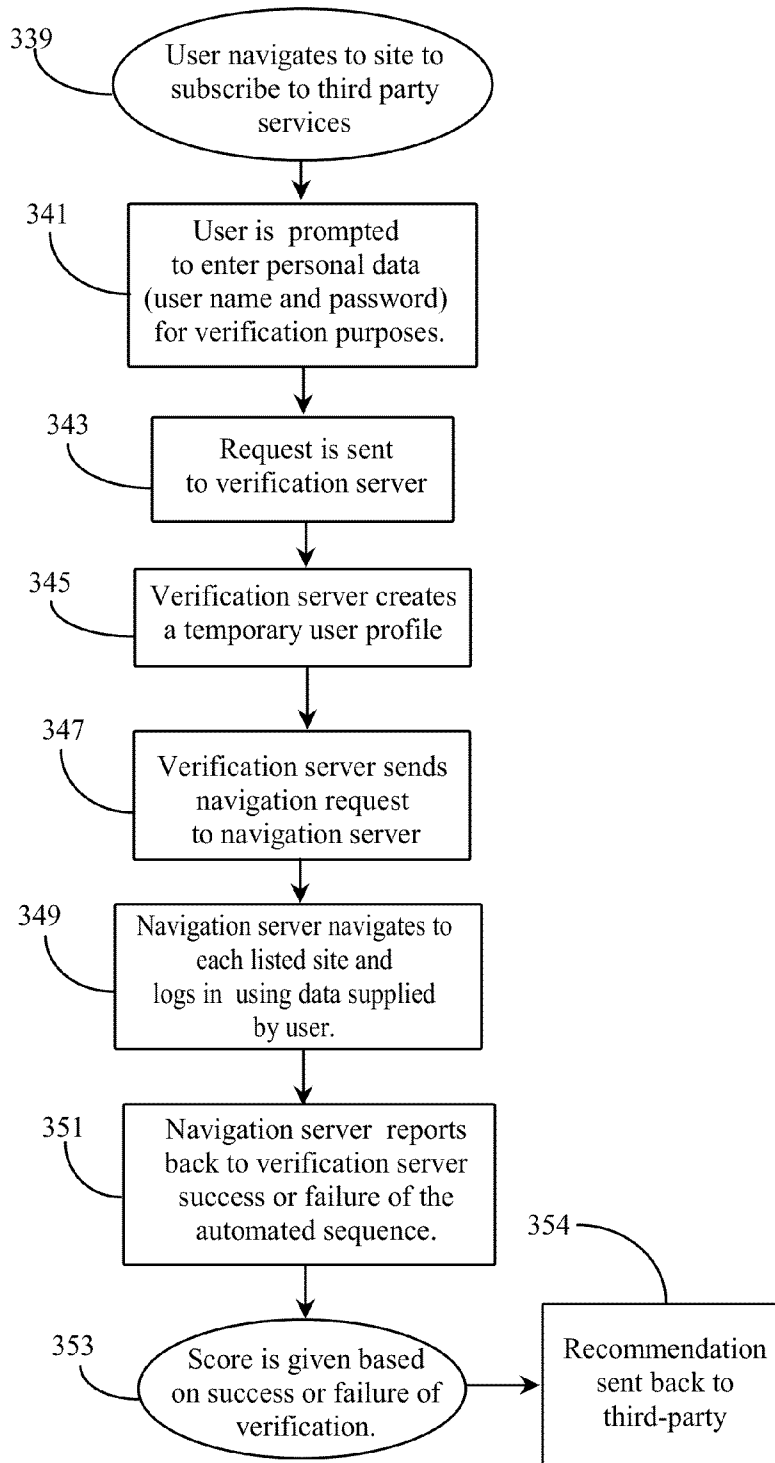 339
User navigates to site to
subscribe to third party
services
341
User is prompted
to enter personal data
(user name and password)
for verification purposes.
343
Request is sent
to verification server
345
Verification server creates
a temporary user profile
347
Verification server sends
navigation request
to navigation server
349
Navigation server navigates to
each listed site and
logs in using data supplied
by user.
351
Navigation server reports
back to verification server
success or failure of the
automated sequence.
353
Score is given based
on success or failure of
verification.
354
Recommendation
sent back to
third-party